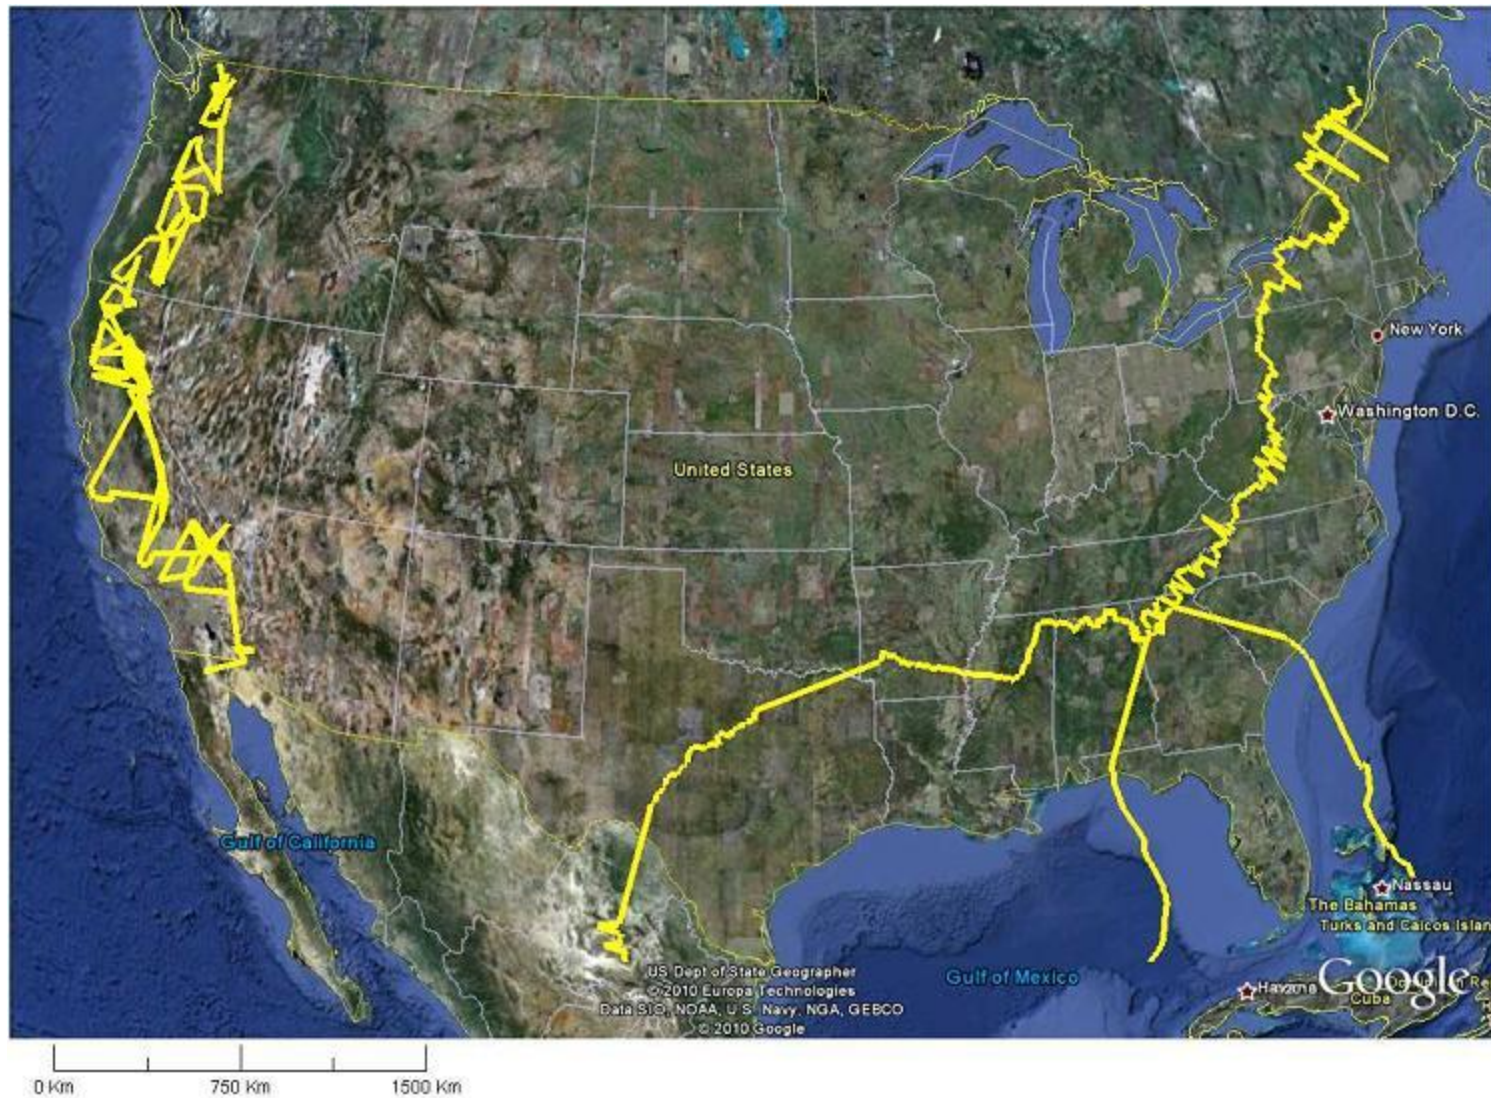 New York
Washington D.C.
United States
Gulf of California
Nassau
The Bahamas
Turks and Caicos Islan
US Dept of State Geographer
© 2010 Europa Technologies
Data SIO, NOAA, U.S. Navy, NGA, GEBCO
© 2010 Google
Gulf of Mexico
Havana
Google
Cuba
0 Km
750 Km
1500 Km